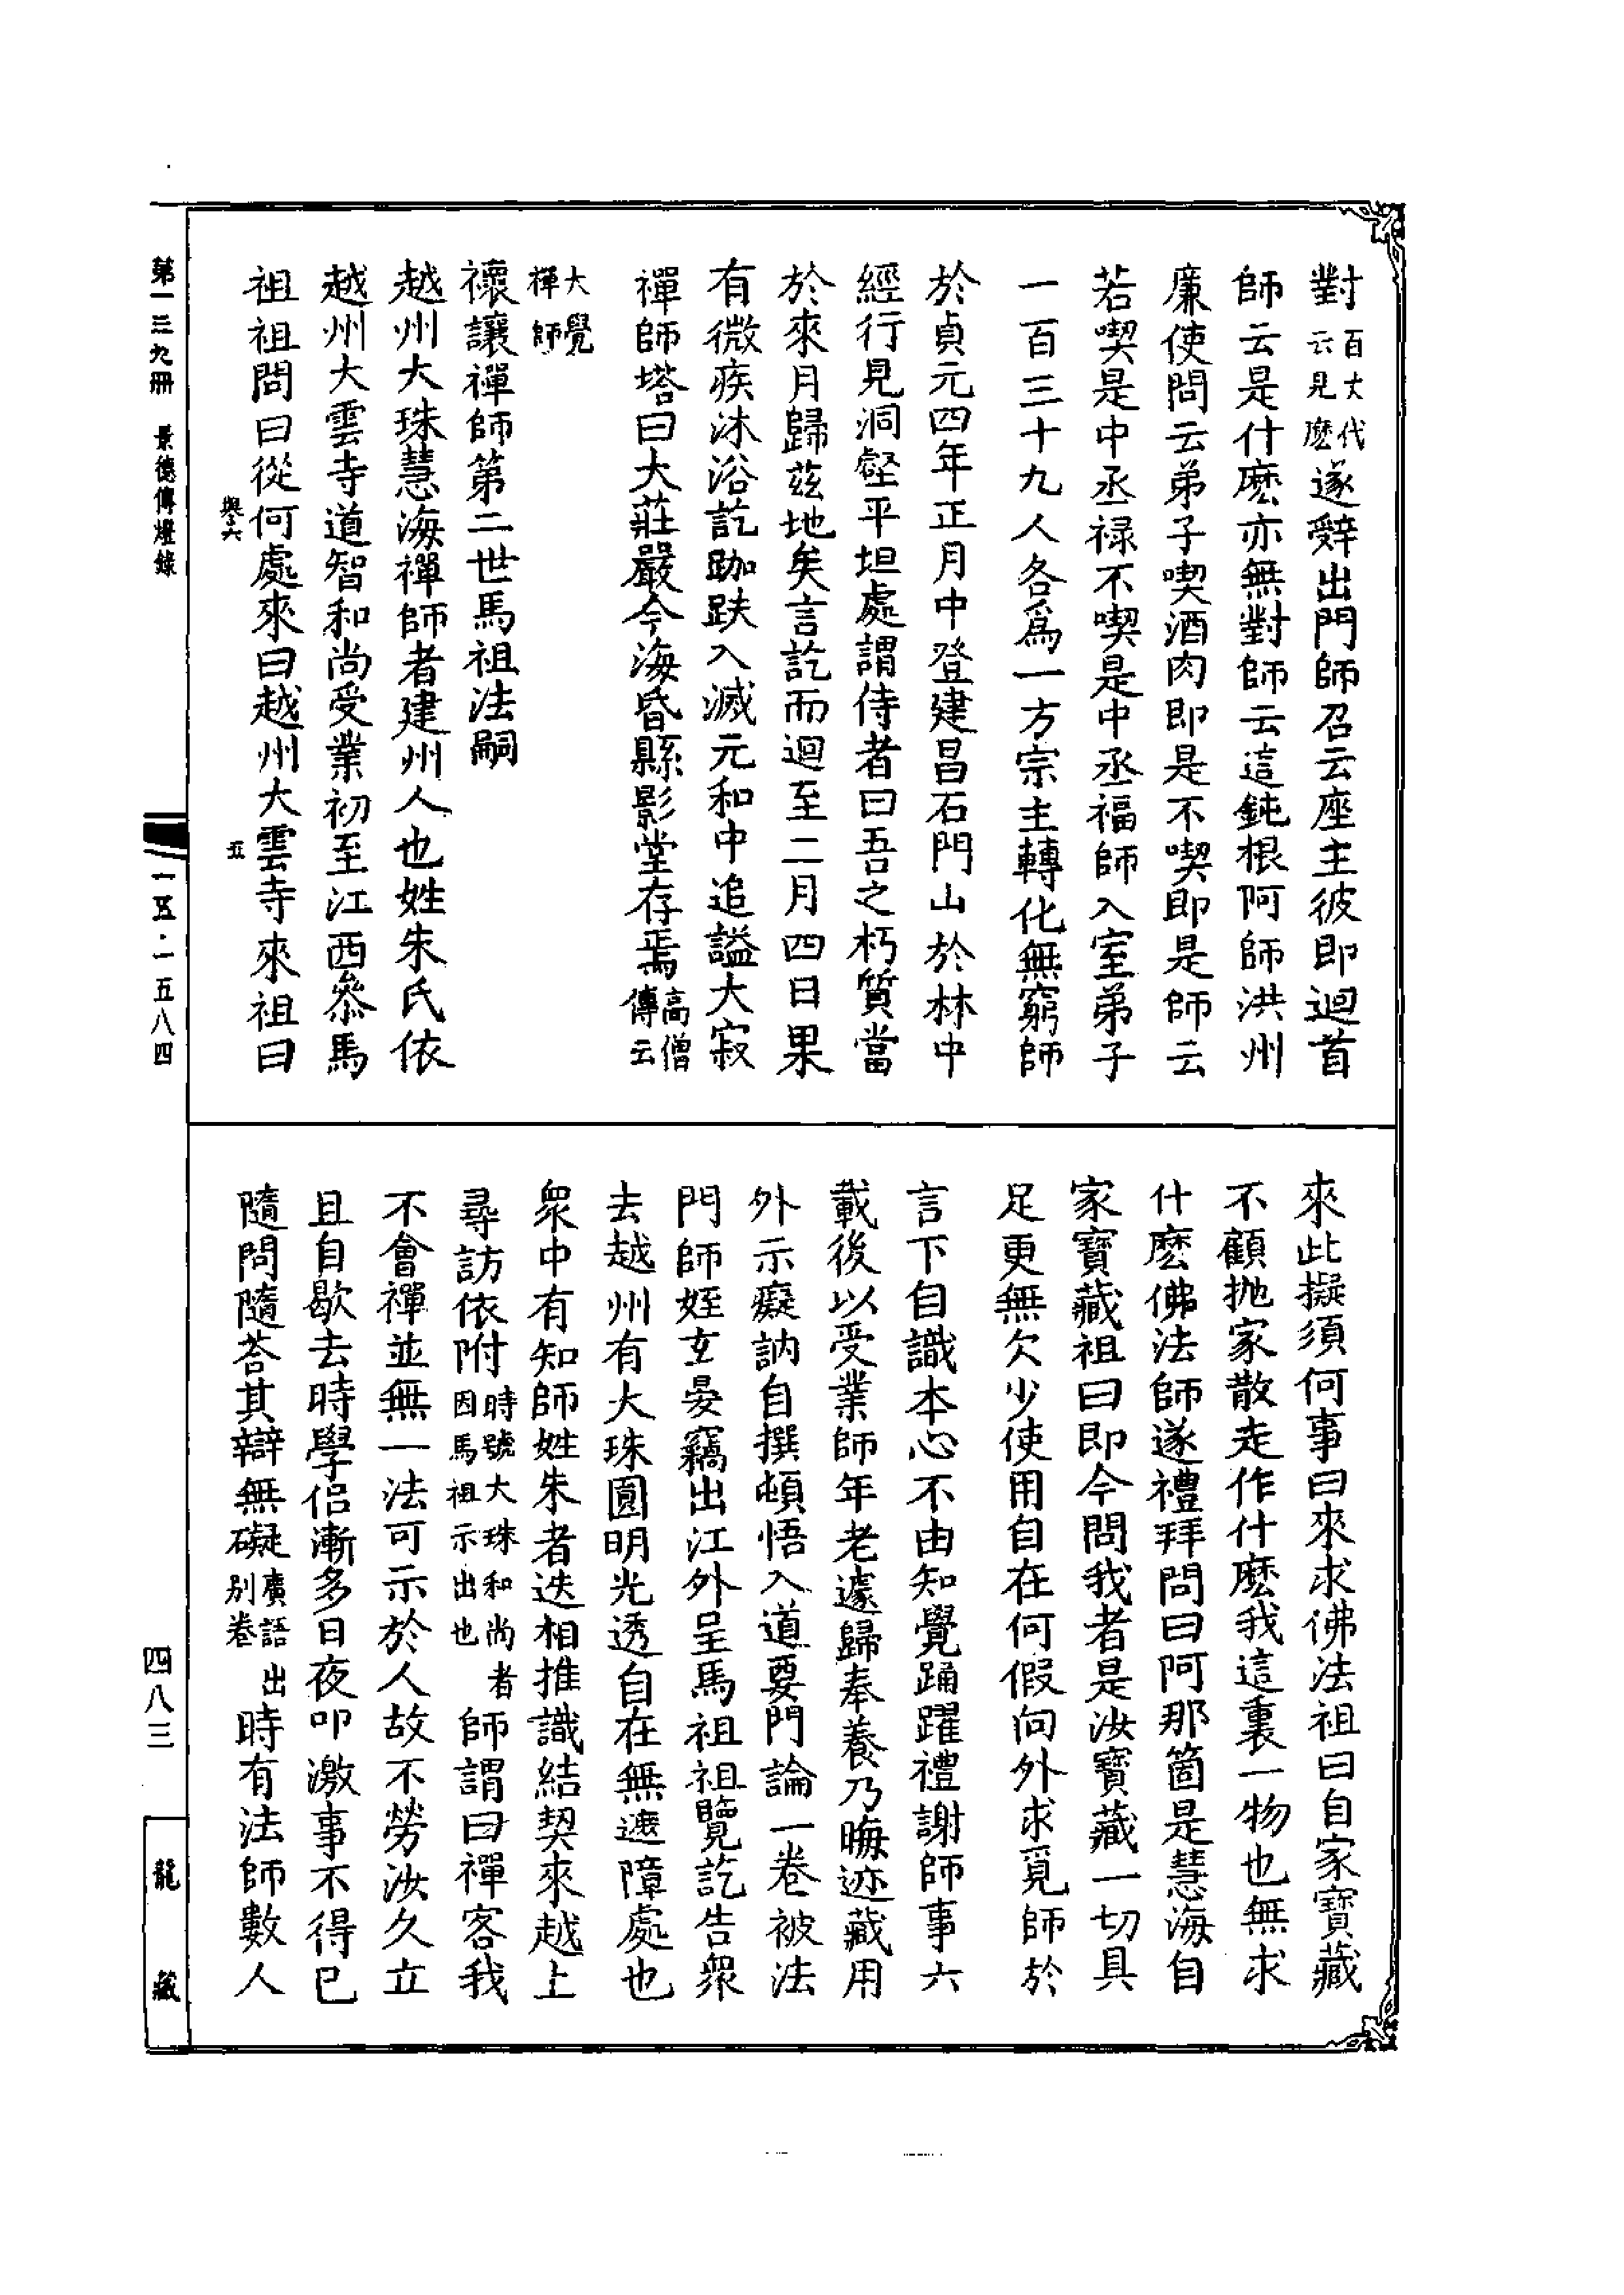 對百丈代云見麼遂辭出門師召云座主彼即迴首
師云是什麽亦無對師云這鈍根阿師洪州
廉使問云弟子喫酒肉即是不喫即是師云
若喫是中丞禄不喫是中丞福師入室弟子
一百三十九人各爲一方宗主轉化無窮師
於貞元四年正月中登建昌石門山於林中
經行見洞壑平坦處謂侍者曰吾之朽質當
於來月歸茲地矣言訖而迴至二月四日果
有微疾沐浴訖跏趺入滅元和中追諡大寂
禪師塔曰大莊嚴今海昏縣影堂存焉高僧傳云
大覺禪師
懷讓禪師第二世馬祖法嗣
越州大珠慧海禪師者建州人也姓朱氏依
越州大雲寺道智和尚受業初至江西參馬
祖祖問曰從何處來曰越州大雲寺來祖曰
來此擬須何事曰來求佛法祖曰自家寶藏
不顧抛家散走作什麽我這裏一物也無求
什麽佛法師遂禮拜問曰阿那箇是慧海自
家寶藏祖曰即今問我者是汝寶藏一切具
足更無欠少使用自在何假向外求覓師於
言下自識本心不由知覺踊躍禮謝師事六
載後以受業師年老遽歸奉養乃晦迹藏用
外示癡訥自撰頓悟入道要門論一卷被法
門師姪玄晏竊出江外呈馬祖祖覽訖告衆
去越州有大珠圓明光透自在無遮障處也
衆中有知師姓朱者迭相推識結契來越上
尋訪依附時號大珠和尚者因馬祖示出也師謂曰禪客我
不會禪並無一法可示於人故不勞汝久立
且自歇去時學侶漸多日夜叩激事不得已
隨問隨荅其辯無礙廣語出別卷時有法師數人
轝六
五
第一三九冊 景德傳燈錄
一五·一五八四
四八三
龍藏